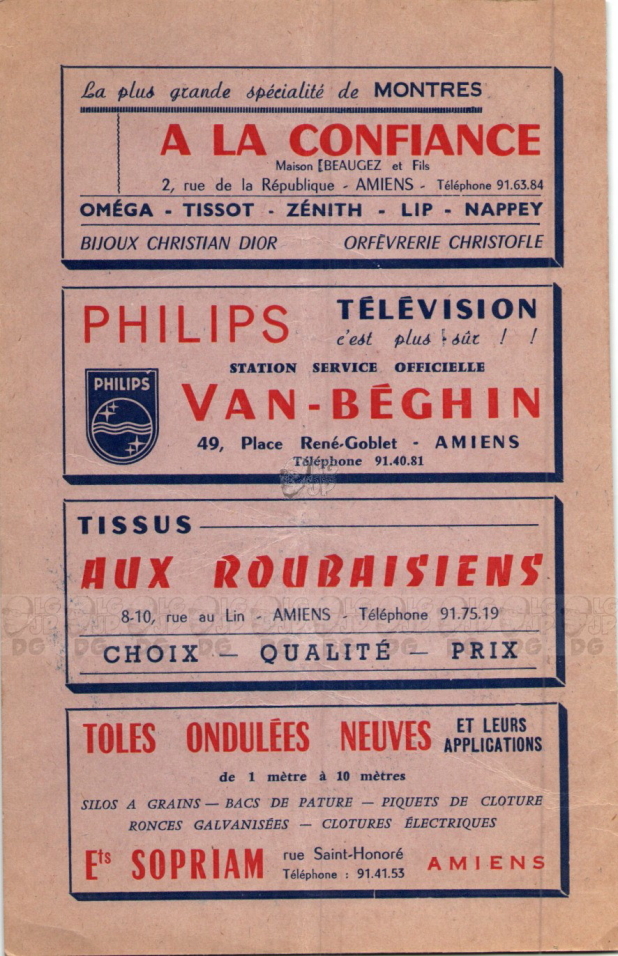 La plus grande spécialité de MONTRES
A LA CONFIANCE
Maison BEAUGEZ et Fils
2, rue de la République - AMIENS - Téléphone 91.63.84
OMÉGA - TISSOT - ZÉNITH - LIP - NAPPEY
BIJOUX CHRISTIAN DIOR ORFÈVRERIE CHRISTOFLE
PHILIPS TÉLÉVISION
c'est plus sûr ! !
STATION SERVICE OFFICIELLE
PHILIPS
VAN-BÉGHIN
49, Place René-Goblet - AMIENS
Téléphone 91.40.81
TISSUS
AUX ROUBAISIENS
8-10, rue au Lin - AMIENS - Téléphone 91.75.19
CHOIX — QUALITÉ — PRIX
TOLES ONDULÉES NEUVES ET LEURS
APPLICATIONS
de 1 mètre à 10 mètres
SILOS A GRAINS — BACS DE PATURE — PIQUETS DE CLOTURE
RONCES GALVANISÉES — CLOTURES ÉLECTRIQUES
Ets SOPRIAM rue Saint-Honoré AMIENS
Téléphone : 91.41.53